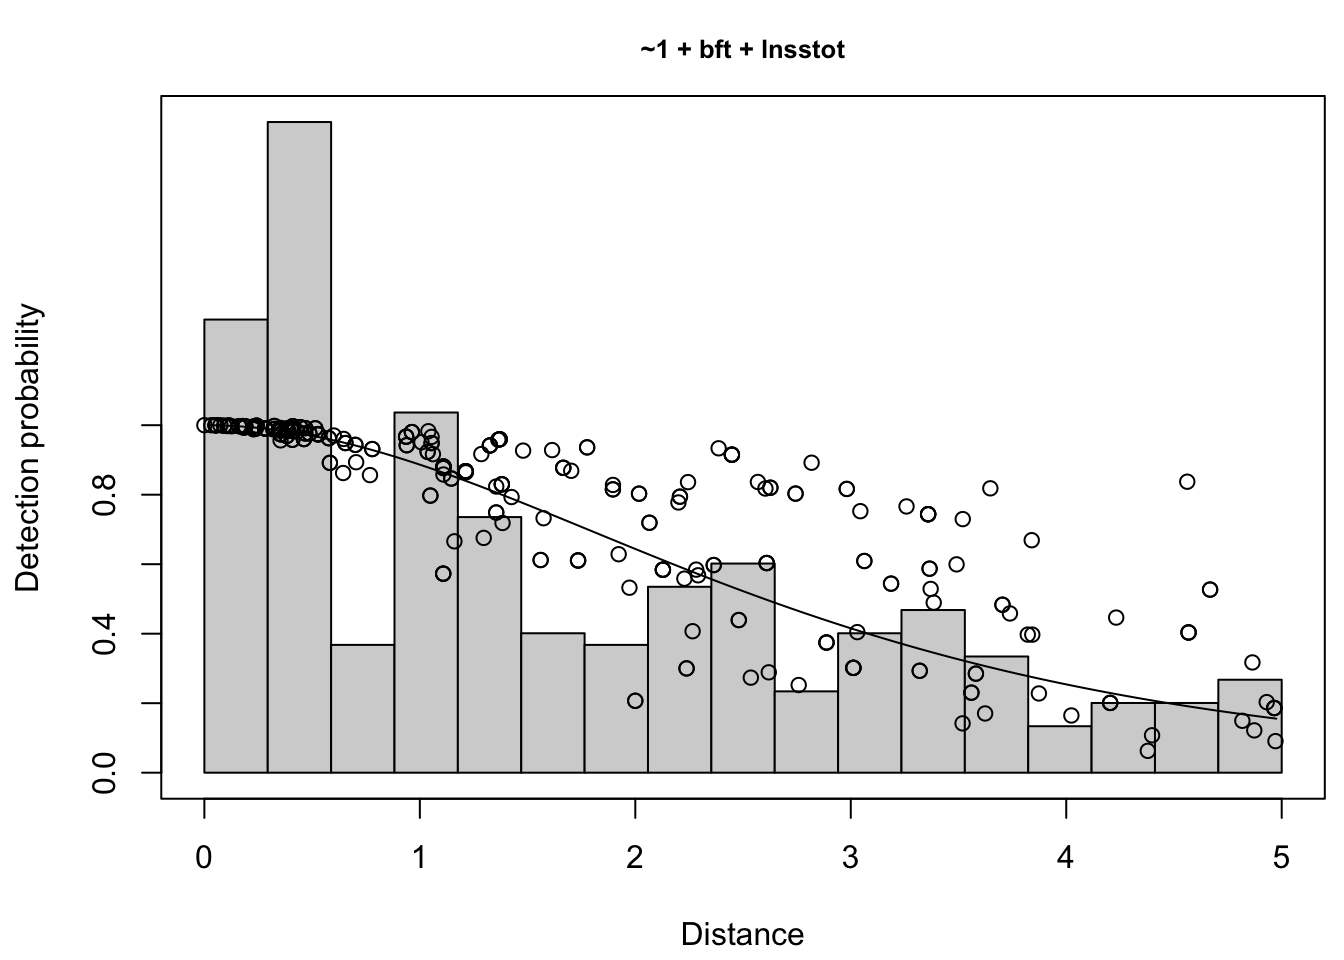 ~1 + bft + lnsstot
Detection probability
0.8
0.4
0.0
0 1 2 3 4 5
Distance